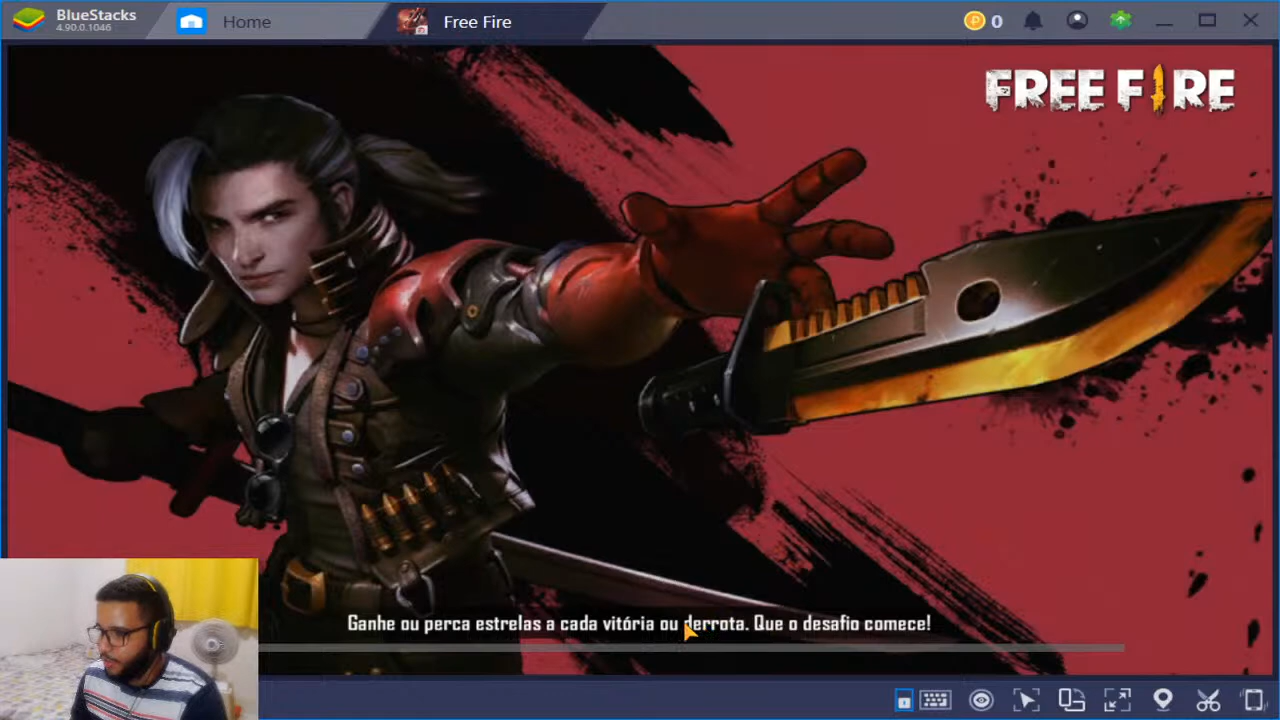 BlueStacks
4.90.0.1046
Home
Free Fire
0
FREE FIRE
Ganhe ou perca estrelas a cada vitória ou derrota. Que o desafio comece!